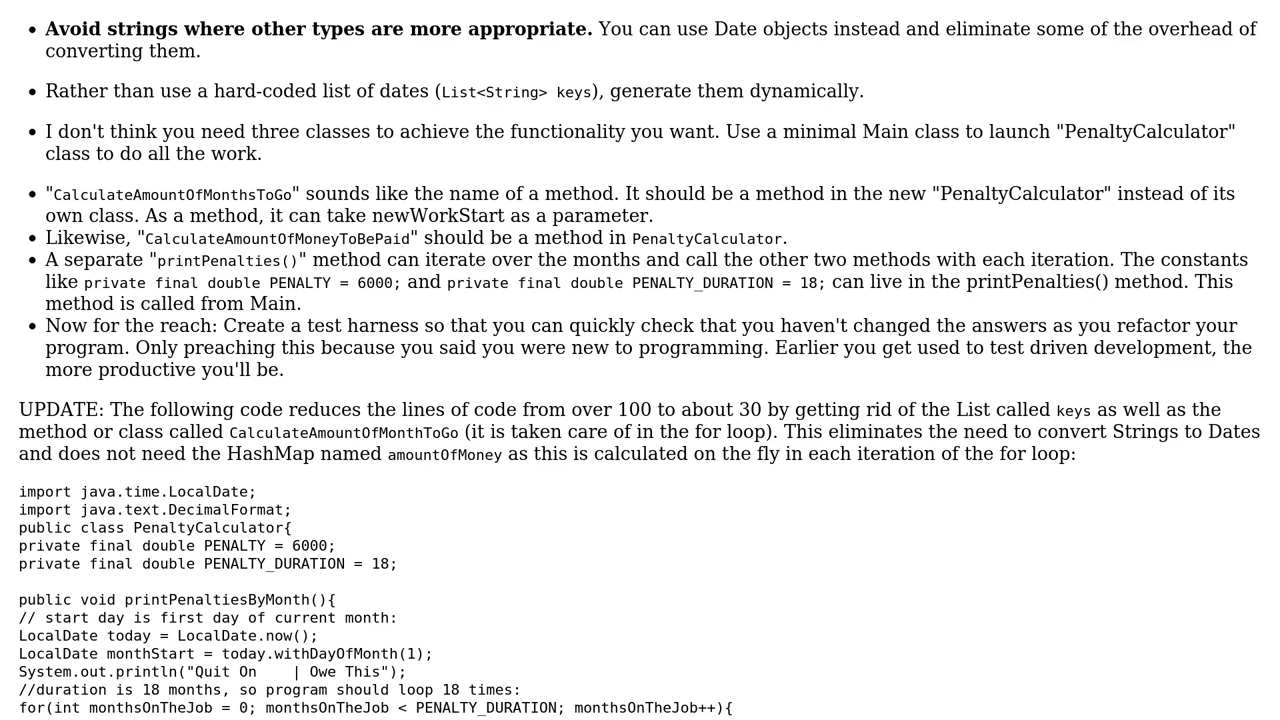 • Avoid strings where other types are more appropriate. You can use Date objects instead and eliminate some of the overhead of
converting them.
• Rather than use a hard-coded list of dates (List<String> keys), generate them dynamically.
• I don't think you need three classes to achieve the functionality you want. Use a minimal Main class to launch "PenaltyCalculator"
class to do all the work.
• "CalculateAmountOfMonthsToGo" sounds like the name of a method. It should be a method in the new "PenaltyCalculator" instead of its
own class. As a method, it can take newWorkStart as a parameter.
• Likewise, "CalculateAmountOfMoneyToBePaid" should be a method in PenaltyCalculator.
• A separate "printPenalties()" method can iterate over the months and call the other two methods with each iteration. The constants
like private final double PENALTY = 6000; and private final double PENALTY_DURATION = 18; can live in the printPenalties() method. This
method is called from Main.
• Now for the reach: Create a test harness so that you can quickly check that you haven't changed the answers as you refactor your
program. Only preaching this because you said you were new to programming. Earlier you get used to test driven development, the
more productive you'll be.
UPDATE: The following code reduces the lines of code from over 100 to about 30 by getting rid of the List called keys as well as the
method or class called CalculateAmountOfMonthToGo (it is taken care of in the for loop). This eliminates the need to convert Strings to Dates
and does not need the HashMap named amountOfMoney as this is calculated on the fly in each iteration of the for loop:
import java.time.LocalDate;
import java.text.DecimalFormat;
public class PenaltyCalculator{
private final double PENALTY = 6000;
private final double PENALTY_DURATION = 18;
public void printPenaltiesByMonth(){
// start day is first day of current month:
LocalDate today = LocalDate.now();
LocalDate monthStart = today.withDayOfMonth(1);
System.out.println("Quit On    | Owe This");
//duration is 18 months, so program should loop 18 times:
for(int monthsOnTheJob = 0; monthsOnTheJob < PENALTY_DURATION; monthsOnTheJob++){